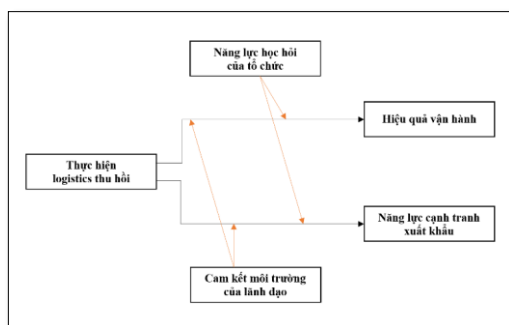 Năng lực học hỏi
của tổ chức
Hiệu quả vận hành
Thực hiện
logistics thu hồi
Năng lực cạnh tranh
xuất khẩu
Cam kết môi trường
của lãnh đạo